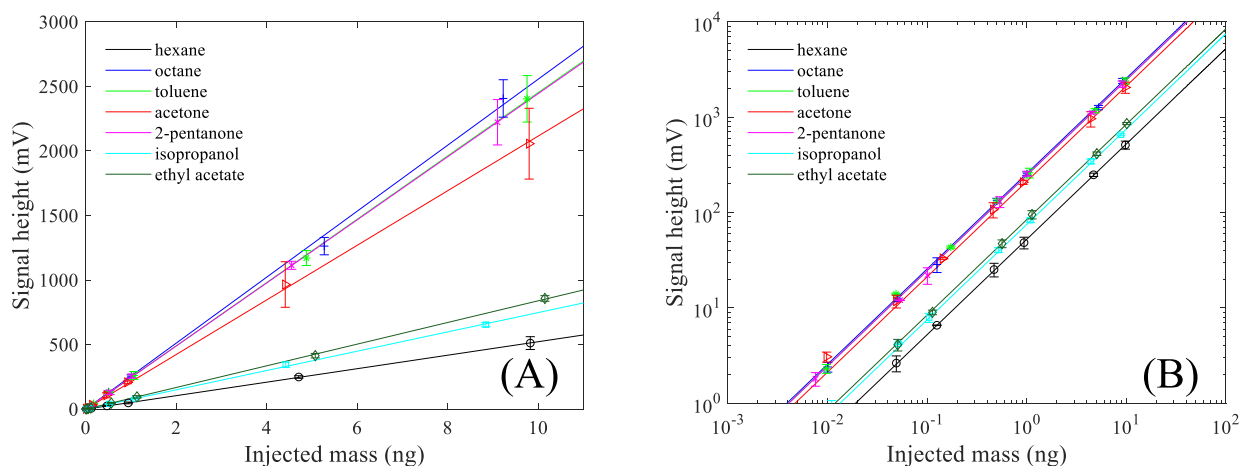 3000
2500
2000
1500
1000
500
0
0 2 4 6 8 10
Signal height (mV)
Injected mass (ng)
hexane
octane
toluene
acetone
2-pentanone
isopropanol
ethyl acetate
(A)
10^4
10^3
10^2
10^1
10^0
10^-3 10^-2 10^-1 10^0 10^1 10^2
Signal height (mV)
Injected mass (ng)
hexane
octane
toluene
acetone
2-pentanone
isopropanol
ethyl acetate
(B)